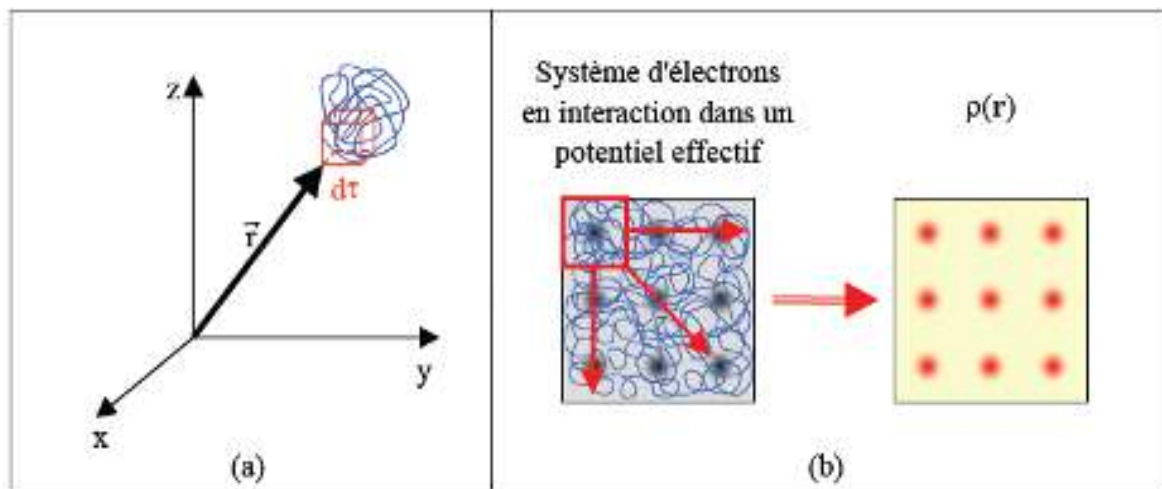 z
r
dτ
y
x
(a)
Système d'électrons
en interaction dans un
potentiel effectif
ρ(r)
(b)